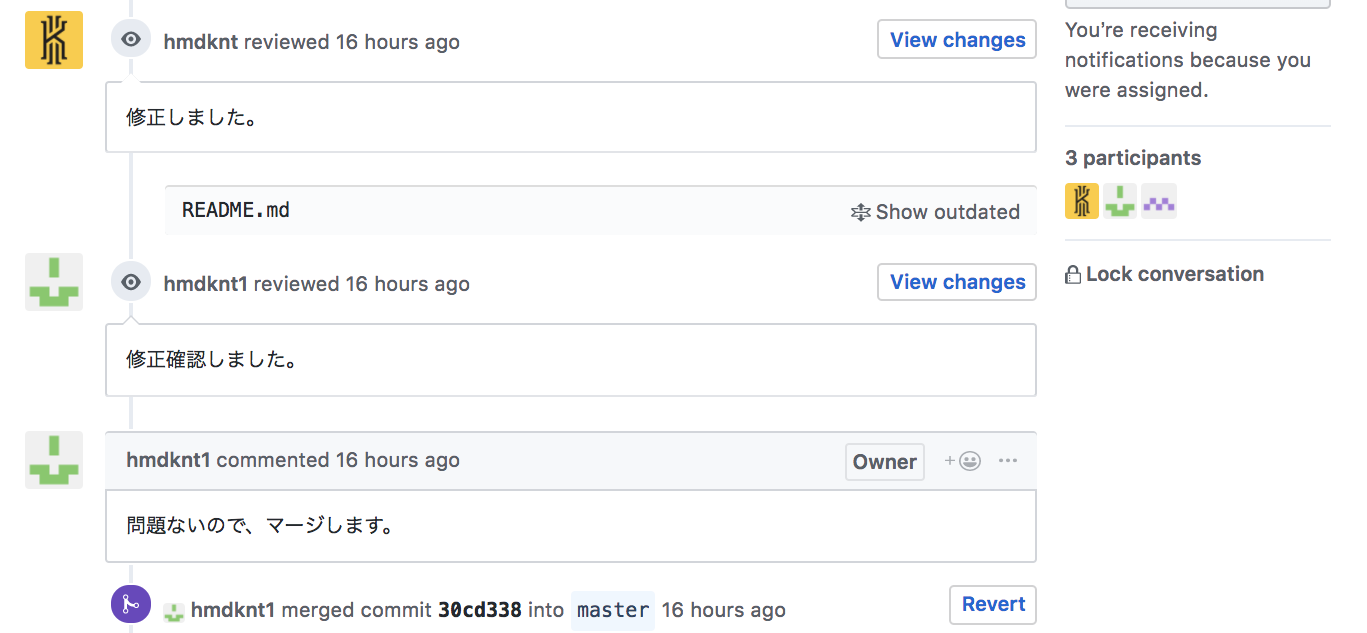 hmdknt reviewed 16 hours ago
View changes
修正しました。
README.md
Show outdated
hmdknt1 reviewed 16 hours ago
View changes
修正確認しました。
hmdknt1 commented 16 hours ago
Owner
問題ないので、マージします。
hmdknt1 merged commit 30cd338 into master 16 hours ago
Revert
You're receiving
notifications because you
were assigned.
3 participants
Lock conversation